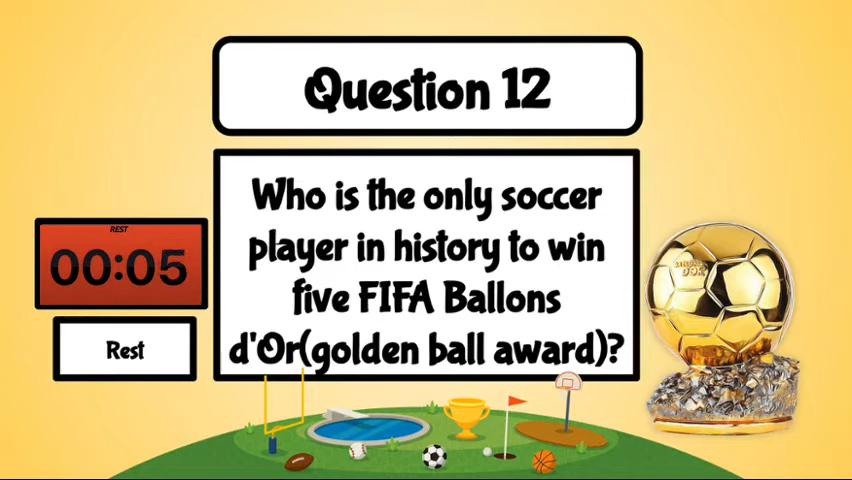 Question 12
Who is the only soccer
player in history to win
five FIFA Ballons
d'Or(golden ball award)?
REST
00:05
Rest